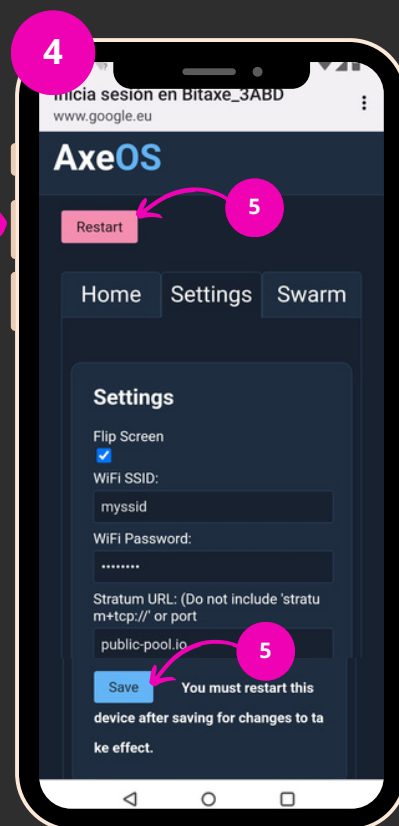 4
Inicia sesión en Bitaxe_3ABD
www.google.eu
AxeOS
5
Restart
Home Settings Swarm
Settings
Flip Screen
WiFi SSID:
myssid
WiFi Password:
••••••••
Stratum URL: (Do not include 'stratu
m+tcp://' or port
public-pool.io
5
Save You must restart this
device after saving for changes to ta
ke effect.